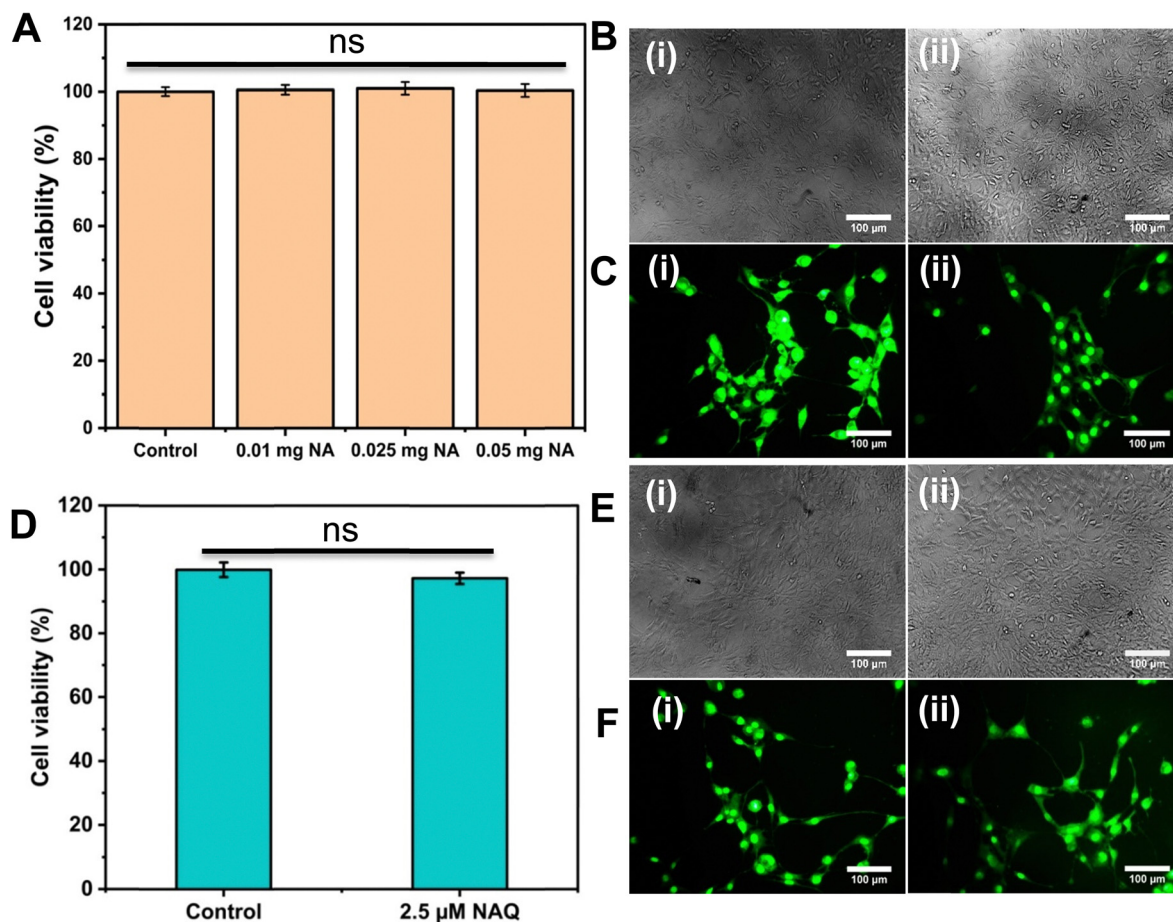 A
Cell viability (%)
120
100
80
60
40
20
0
ns
Control
0.01 mg NA
0.025 mg NA
0.05 mg NA
B
(i)
100 µm
(ii)
100 µm
C
(i)
100 µm
(ii)
100 µm
D
Cell viability (%)
120
100
80
60
40
20
0
ns
Control
2.5 µM NAQ
E
(i)
100 µm
(ii)
100 µm
F
(i)
100 µm
(ii)
100 µm